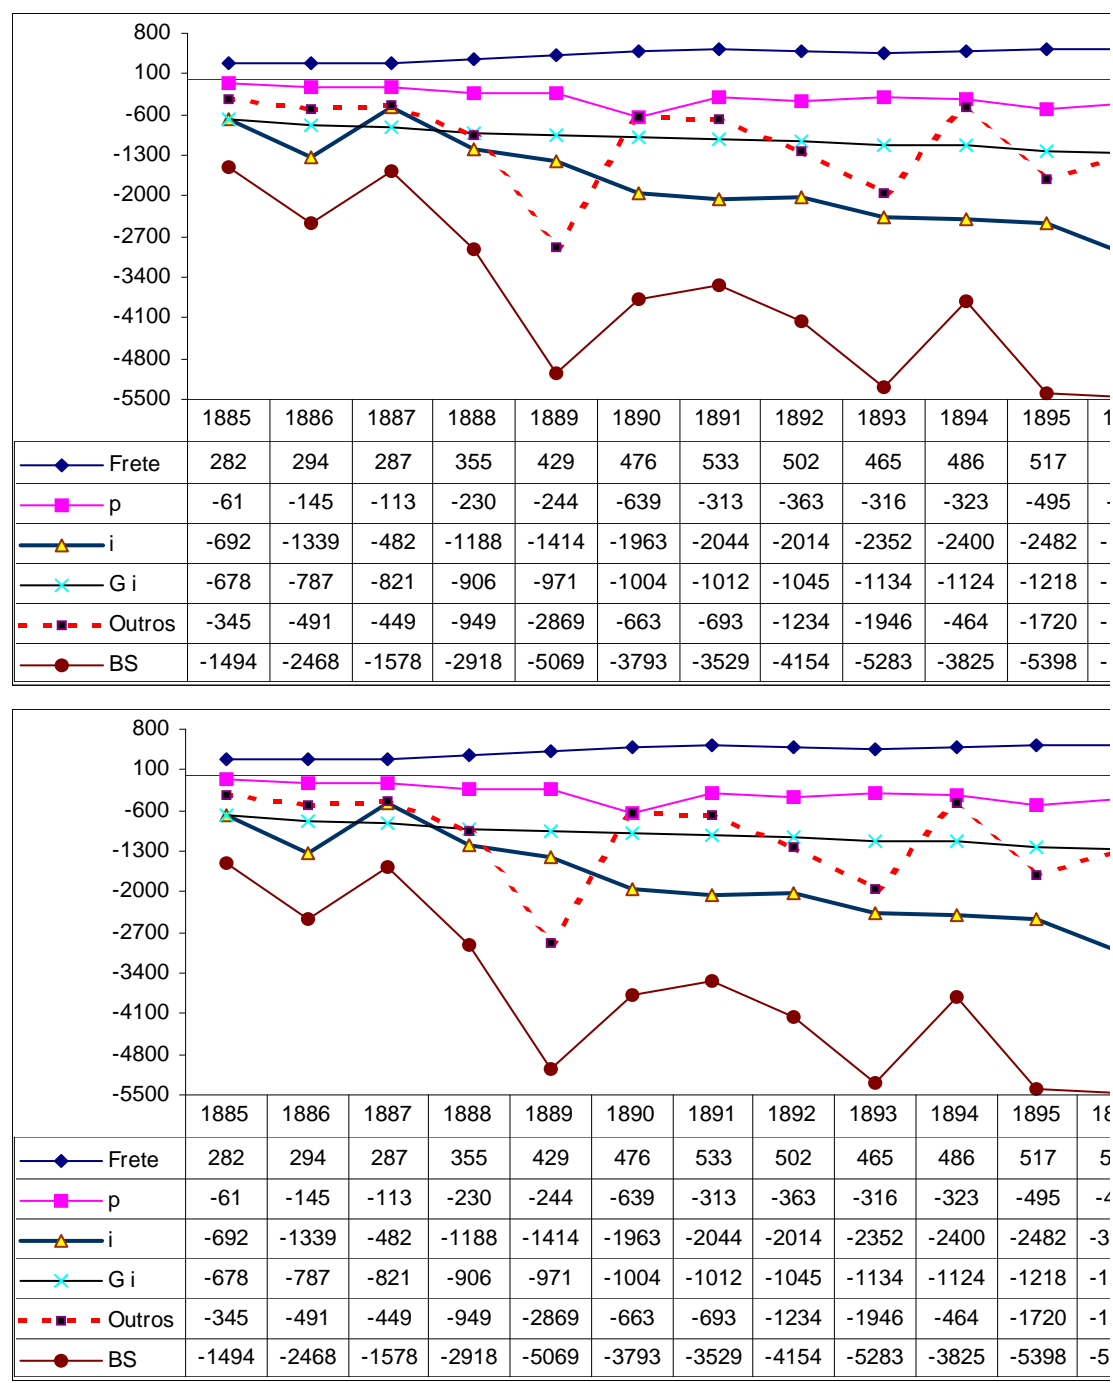 800
100
-600
-1300
-2000
-2700
-3400
-4100
-4800
-5500
1885 1886 1887 1888 1889 1890 1891 1892 1893 1894 1895
Frete 282 294 287 355 429 476 533 502 465 486 517
p -61 -145 -113 -230 -244 -639 -313 -363 -316 -323 -495
i -692 -1339 -482 -1188 -1414 -1963 -2044 -2014 -2352 -2400 -2482
G i -678 -787 -821 -906 -971 -1004 -1012 -1045 -1134 -1124 -1218
Outros -345 -491 -449 -949 -2869 -663 -693 -1234 -1946 -464 -1720
BS -1494 -2468 -1578 -2918 -5069 -3793 -3529 -4154 -5283 -3825 -5398
800
100
-600
-1300
-2000
-2700
-3400
-4100
-4800
-5500
1885 1886 1887 1888 1889 1890 1891 1892 1893 1894 1895
Frete 282 294 287 355 429 476 533 502 465 486 517
p -61 -145 -113 -230 -244 -639 -313 -363 -316 -323 -495
i -692 -1339 -482 -1188 -1414 -1963 -2044 -2014 -2352 -2400 -2482
G i -678 -787 -821 -906 -971 -1004 -1012 -1045 -1134 -1124 -1218
Outros -345 -491 -449 -949 -2869 -663 -693 -1234 -1946 -464 -1720
BS -1494 -2468 -1578 -2918 -5069 -3793 -3529 -4154 -5283 -3825 -5398